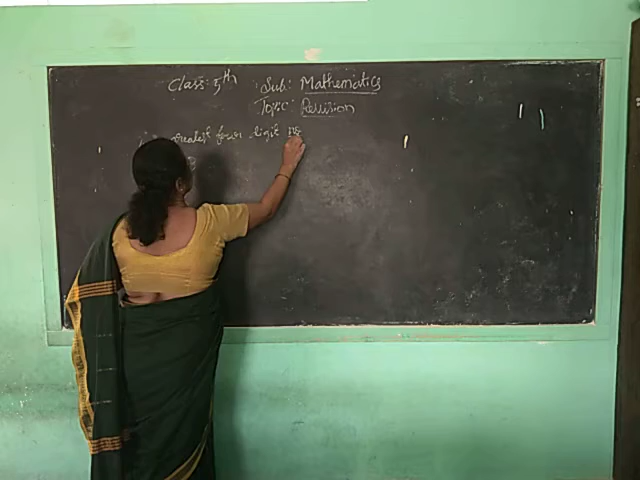 Class: 5th Sub: Mathematics
Topic: Revision
greatest four digit no